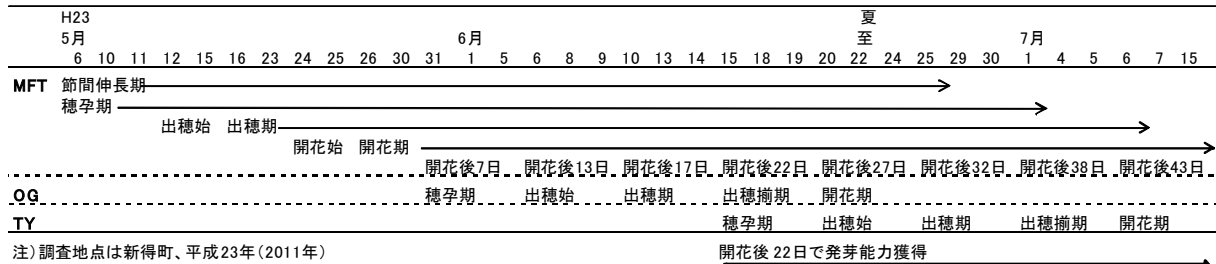 H23 夏
5月 6月 至 7月
6 10 11 12 15 16 23 24 25 26 30 31 1 5 6 8 9 10 13 14 15 18 19 20 22 24 25 29 30 1 4 5 6 7 15
MFT 節間伸長期
穂孕期
出穂始 出穂期
開花始 開花期
開花後7日 開花後13日 開花後17日 開花後22日 開花後27日 開花後32日 開花後38日 開花後43日
OG 穂孕期 出穂始 出穂期 出穂揃期 開花期
TY 穂孕期 出穂始 出穂期 出穂揃期 開花期
注)調査地点は新得町、平成23年(2011年) 開花後22日で発芽能力獲得